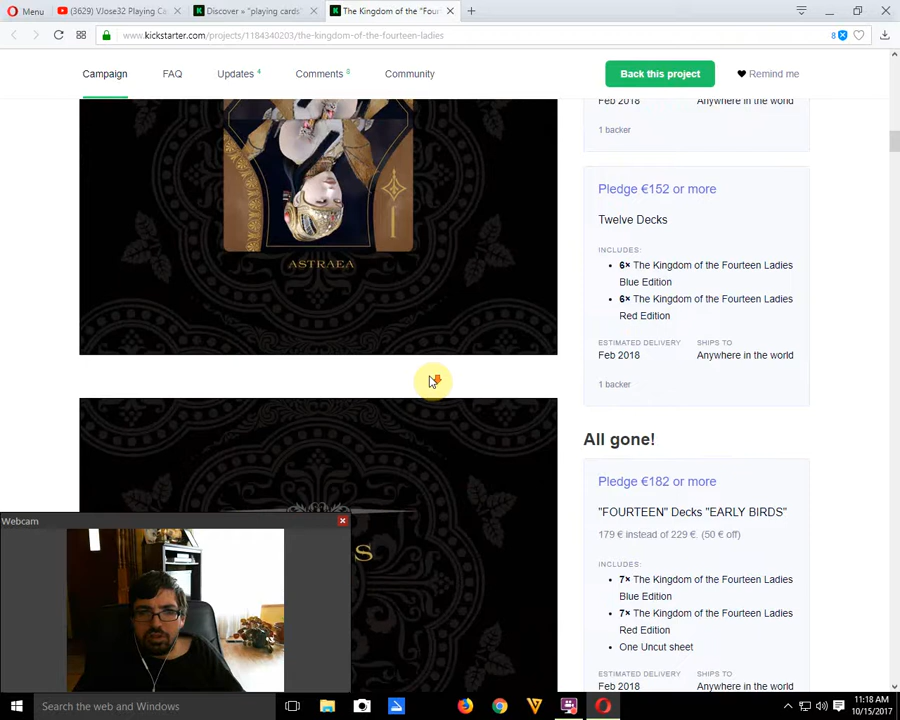 Menu
(3629) VJose32 Playing Ca
Discover » "playing cards"
The Kingdom of the "Four
www.kickstarter.com/projects/1184340203/the-kingdom-of-the-fourteen-ladies
8
Campaign
FAQ
Updates 4
Comments 8
Community
Back this project
Remind me
Feb 2018
Anywhere in the world
1 backer
Pledge €152 or more
Twelve Decks
INCLUDES:
6× The Kingdom of the Fourteen Ladies
Blue Edition
6× The Kingdom of the Fourteen Ladies
Red Edition
ESTIMATED DELIVERY
SHIPS TO
Feb 2018
Anywhere in the world
1 backer
ASTRAEA
All gone!
Pledge €182 or more
"FOURTEEN" Decks "EARLY BIRDS"
179 € instead of 229 €. (50 € off)
INCLUDES:
7× The Kingdom of the Fourteen Ladies
Blue Edition
7× The Kingdom of the Fourteen Ladies
Red Edition
One Uncut sheet
ESTIMATED DELIVERY
SHIPS TO
Feb 2018
Anywhere in the world
Webcam
S
Search the web and Windows
11:18 AM
10/15/2017